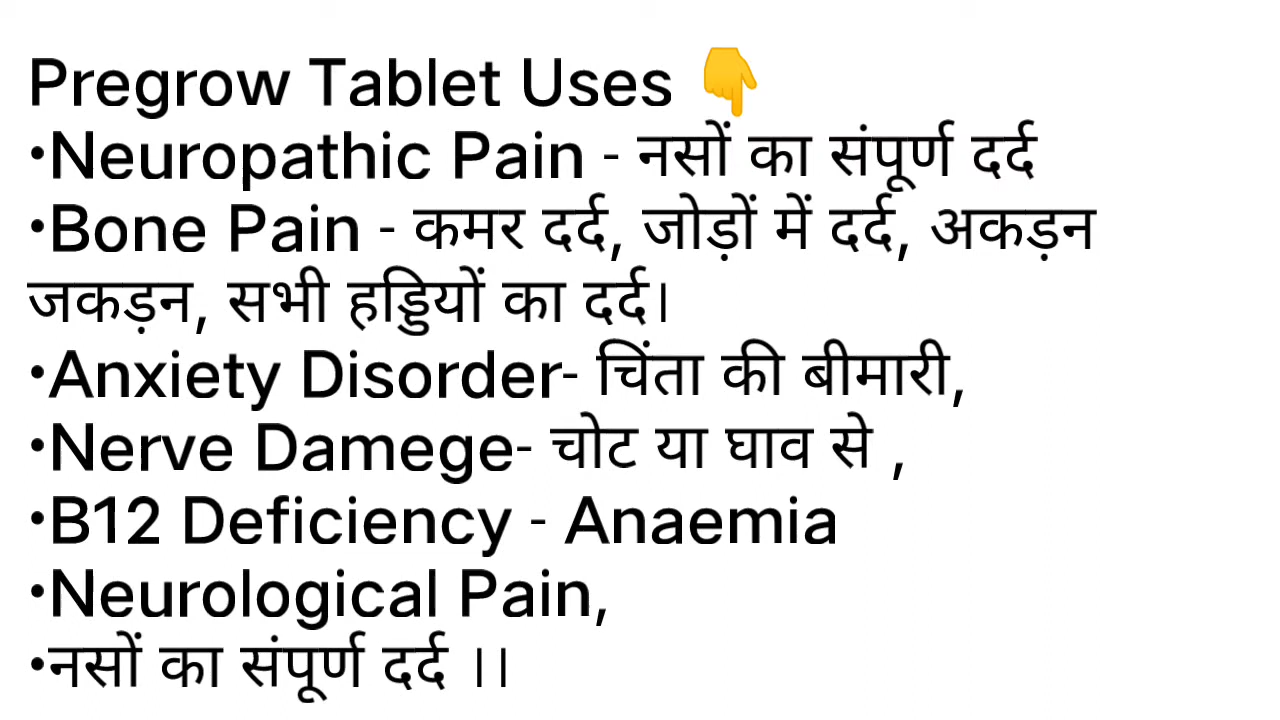 Pregrow Tablet Uses 👇
•Neuropathic Pain - नसों का संपूर्ण दर्द
•Bone Pain - कमर दर्द, जोड़ों में दर्द, अकड़न
जकड़न, सभी हड्डियों का दर्द।
•Anxiety Disorder- चिंता की बीमारी,
•Nerve Damege- चोट या घाव से ,
•B12 Deficiency - Anaemia
•Neurological Pain,
•नसों का संपूर्ण दर्द ।।